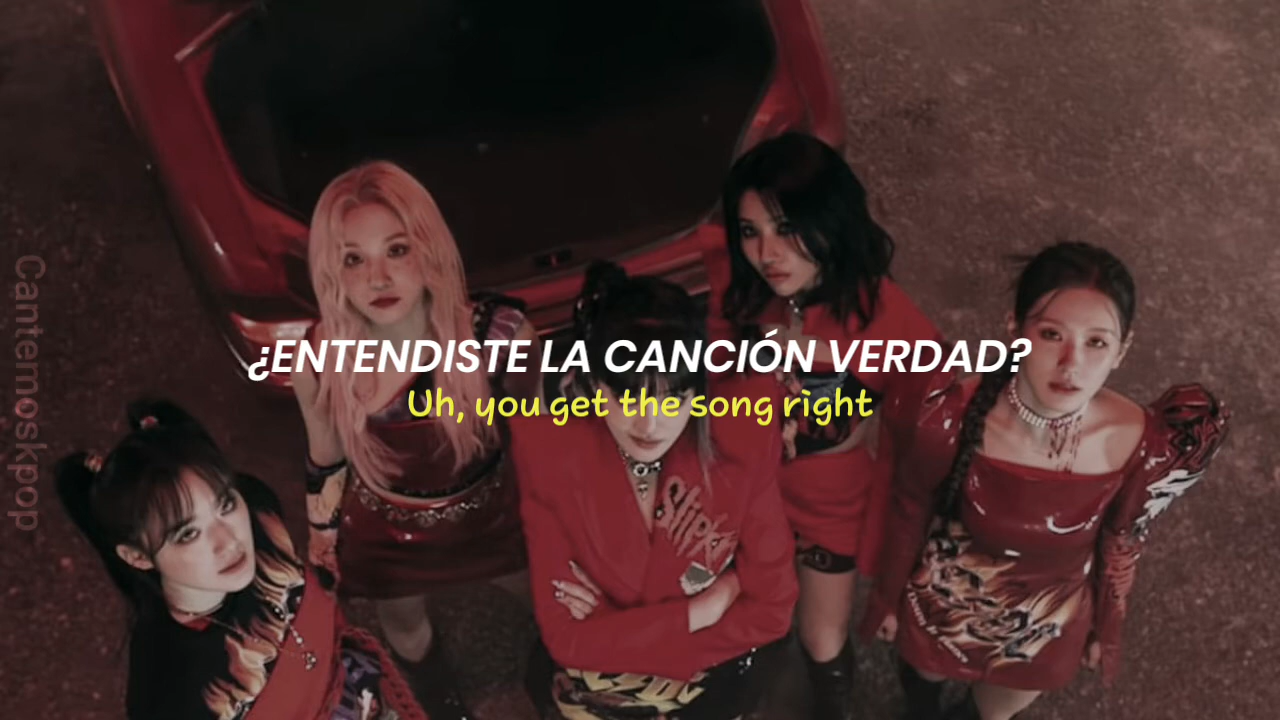 ¿ENTENDISTE LA CANCIÓN VERDAD?
Uh, you get the song right
Cantemoskpop